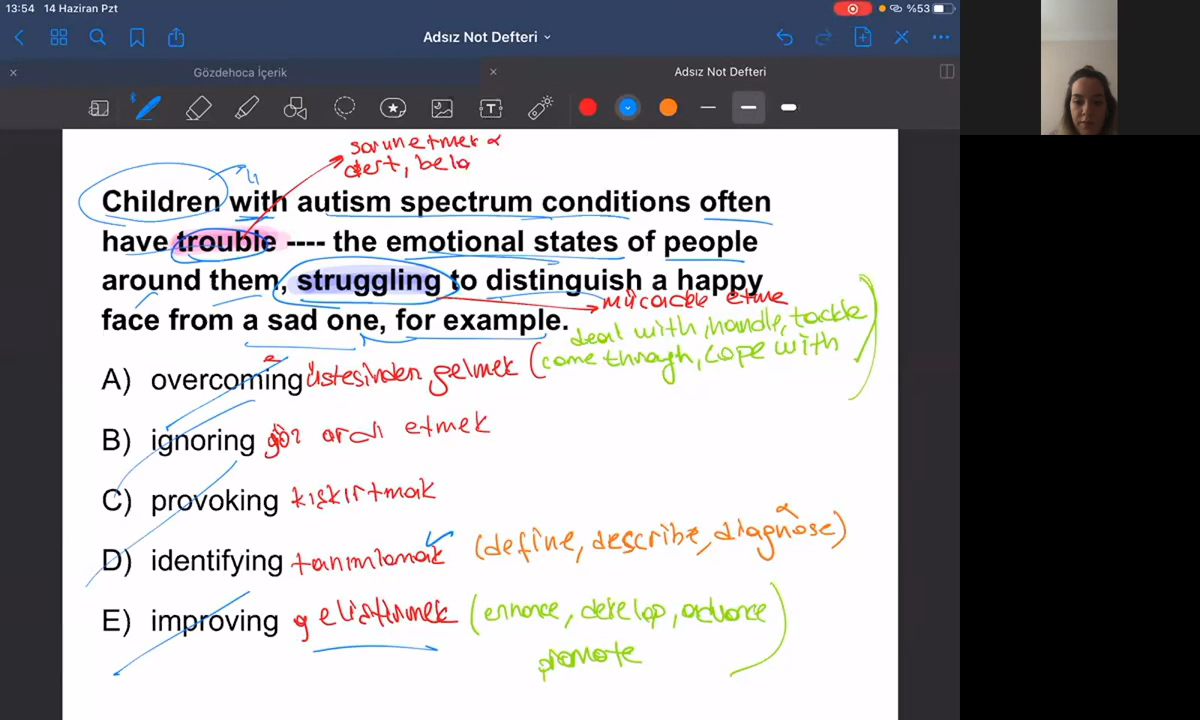 13:54 14 Haziran Pzt %53
Adsız Not Defteri
Gözdehoca İçerik
Adsız Not Defteri
sorun etmek
dert, bela
Children with autism spectrum conditions often
have trouble ---- the emotional states of people
around them, struggling to distinguish a happy
mücadele etme
face from a sad one, for example.
deal with, handle, tackle
come through, cope with
A) overcoming üstesinden gelmek
B) ignoring göz ardı etmek
C) provoking kışkırtmak
D) identifying tanımlamak (define, describe, diagnose)
E) improving geliştirmek (enhance, develop, advance
promote